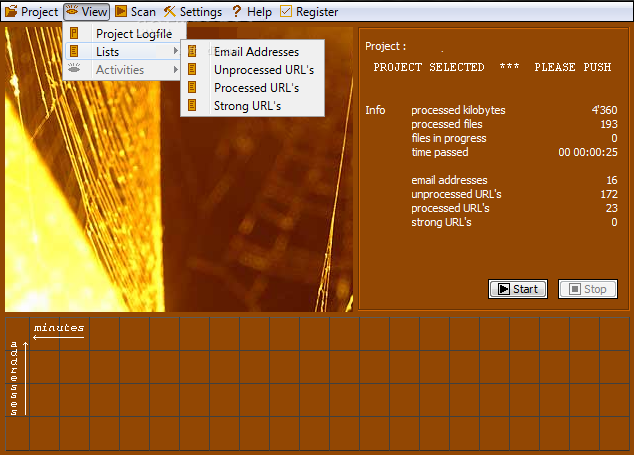 Project View Scan Settings Help Register
Project Logfile
Lists
Activities
Email Addresses
Unprocessed URL's
Processed URL's
Strong URL's
Project :
PROJECT SELECTED *** PLEASE PUSH
Info processed kilobytes 4'360
processed files 193
files in progress 0
time passed 00 00:00:25
email addresses 16
unprocessed URL's 172
processed URL's 23
strong URL's 0
Start Stop
minutes
addresses